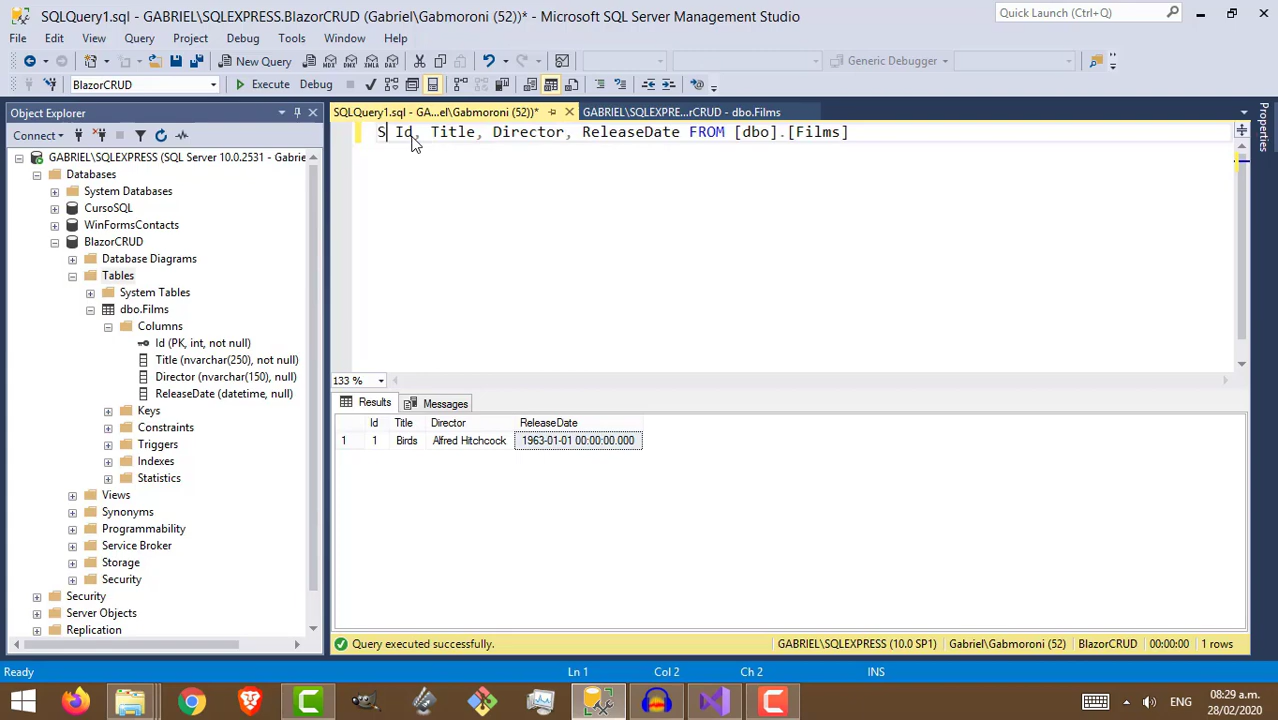 SQLQuery1.sql - GABRIEL\SQLEXPRESS.BlazorCRUD (Gabriel\Gabmoroni (52))* - Microsoft SQL Server Management Studio
Quick Launch (Ctrl+Q)
File Edit View Query Project Debug Tools Window Help
New Query
Generic Debugger
BlazorCRUD
Execute Debug
Object Explorer
SQLQuery1.sql - GA...el\Gabmoroni (52))*
GABRIEL\SQLEXPRE...rCRUD - dbo.Films
Properties
Connect
S Id, Title, Director, ReleaseDate FROM [dbo].[Films]
GABRIEL\SQLEXPRESS (SQL Server 10.0.2531 - Gabrie
Databases
System Databases
CursoSQL
WinFormsContacts
BlazorCRUD
Database Diagrams
Tables
System Tables
dbo.Films
Columns
Id (PK, int, not null)
Title (nvarchar(250), not null)
Director (nvarchar(150), null)
ReleaseDate (datetime, null)
Keys
Constraints
Triggers
Indexes
Statistics
Views
Synonyms
Programmability
Service Broker
Storage
Security
Security
Server Objects
Replication
133 %
Results Messages
Id Title Director ReleaseDate
1 1 Birds Alfred Hitchcock 1963-01-01 00:00:00.000
Query executed successfully.
GABRIEL\SQLEXPRESS (10.0 SP1) Gabriel\Gabmoroni (52) BlazorCRUD 00:00:00 1 rows
Ready Ln 1 Col 2 Ch 2 INS
ENG
08:29 a.m.
28/02/2020